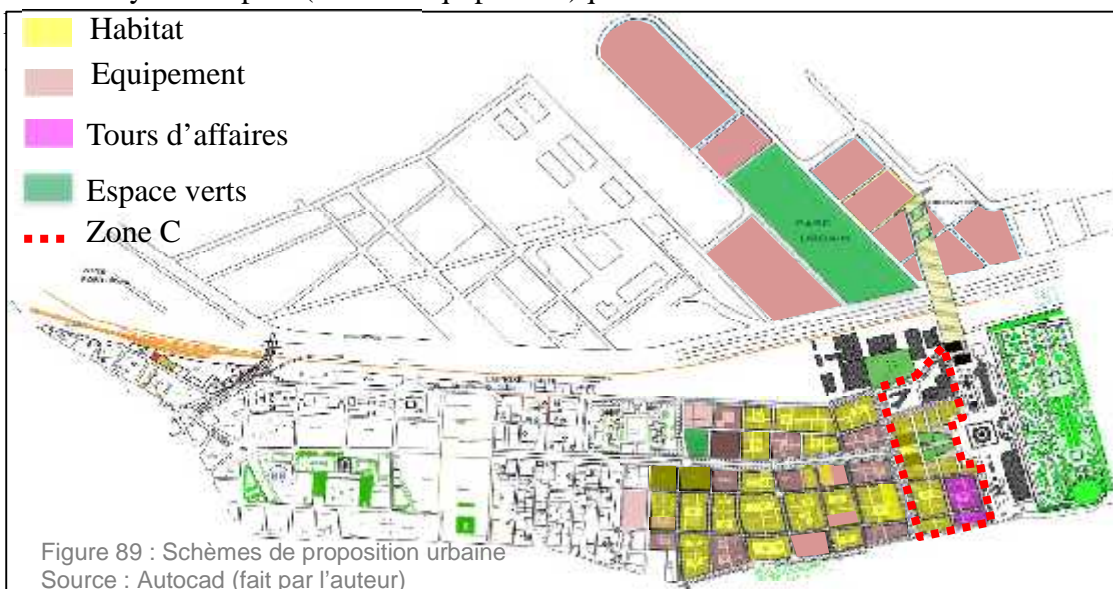 Habitat
Equipement
Tours d’affaires
Espace verts
Zone C
PARC
URBAIN
Figure 89 : Schèmes de proposition urbaine
Source : Autocad (fait par l’auteur)